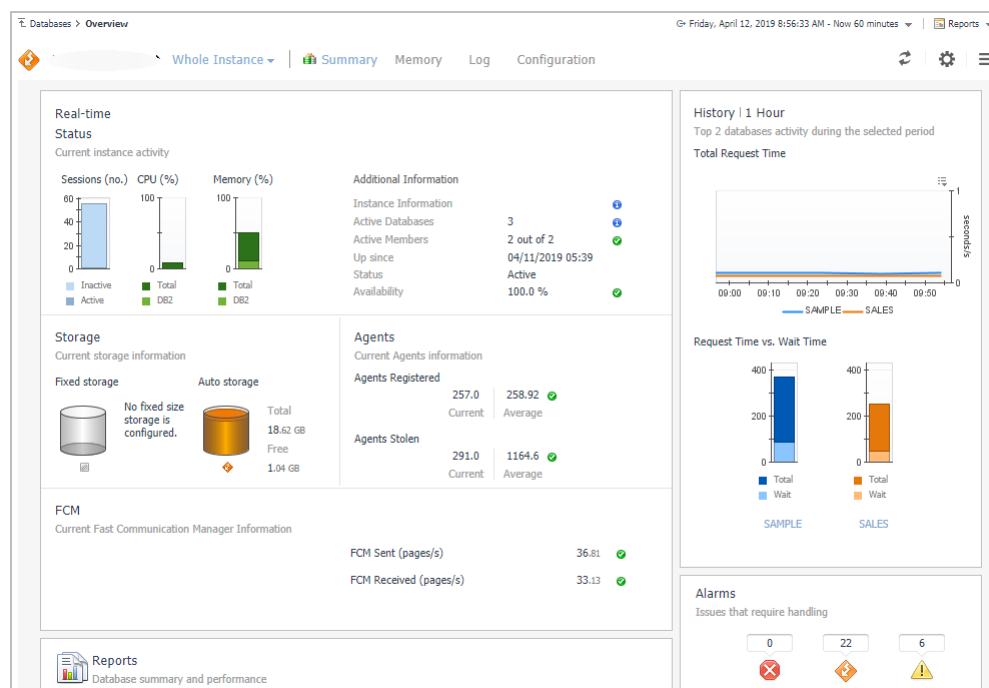 Databases > Overview
Friday, April 12, 2019 8:56:33 AM - Now 60 minutes
Reports
Whole Instance
Summary
Memory
Log
Configuration
Real-time
Status
Current instance activity
Sessions (no.)
60
40
20
0
Inactive
Active
CPU (%)
100
0
Total
DB2
Memory (%)
100
0
Total
DB2
Additional Information
Instance Information
Active Databases 3
Active Members 2 out of 2
Up since 04/11/2019 05:39
Status Active
Availability 100.0 %
Storage
Current storage information
Fixed storage
No fixed size
storage is
configured.
Auto storage
Total
18.62 GB
Free
1.04 GB
Agents
Current Agents information
Agents Registered
257.0 258.92
Current Average
Agents Stolen
291.0 1164.6
Current Average
FCM
Current Fast Communication Manager Information
FCM Sent (pages/s) 36.81
FCM Received (pages/s) 33.13
Reports
Database summary and performance
History | 1 Hour
Top 2 databases activity during the selected period
Total Request Time
1
seconds/s
0
09:00 09:10 09:20 09:30 09:40 09:50
SAMPLE SALES
Request Time vs. Wait Time
400
200
0
Total
Wait
SAMPLE
400
200
0
Total
Wait
SALES
Alarms
Issues that require handling
0 22 6